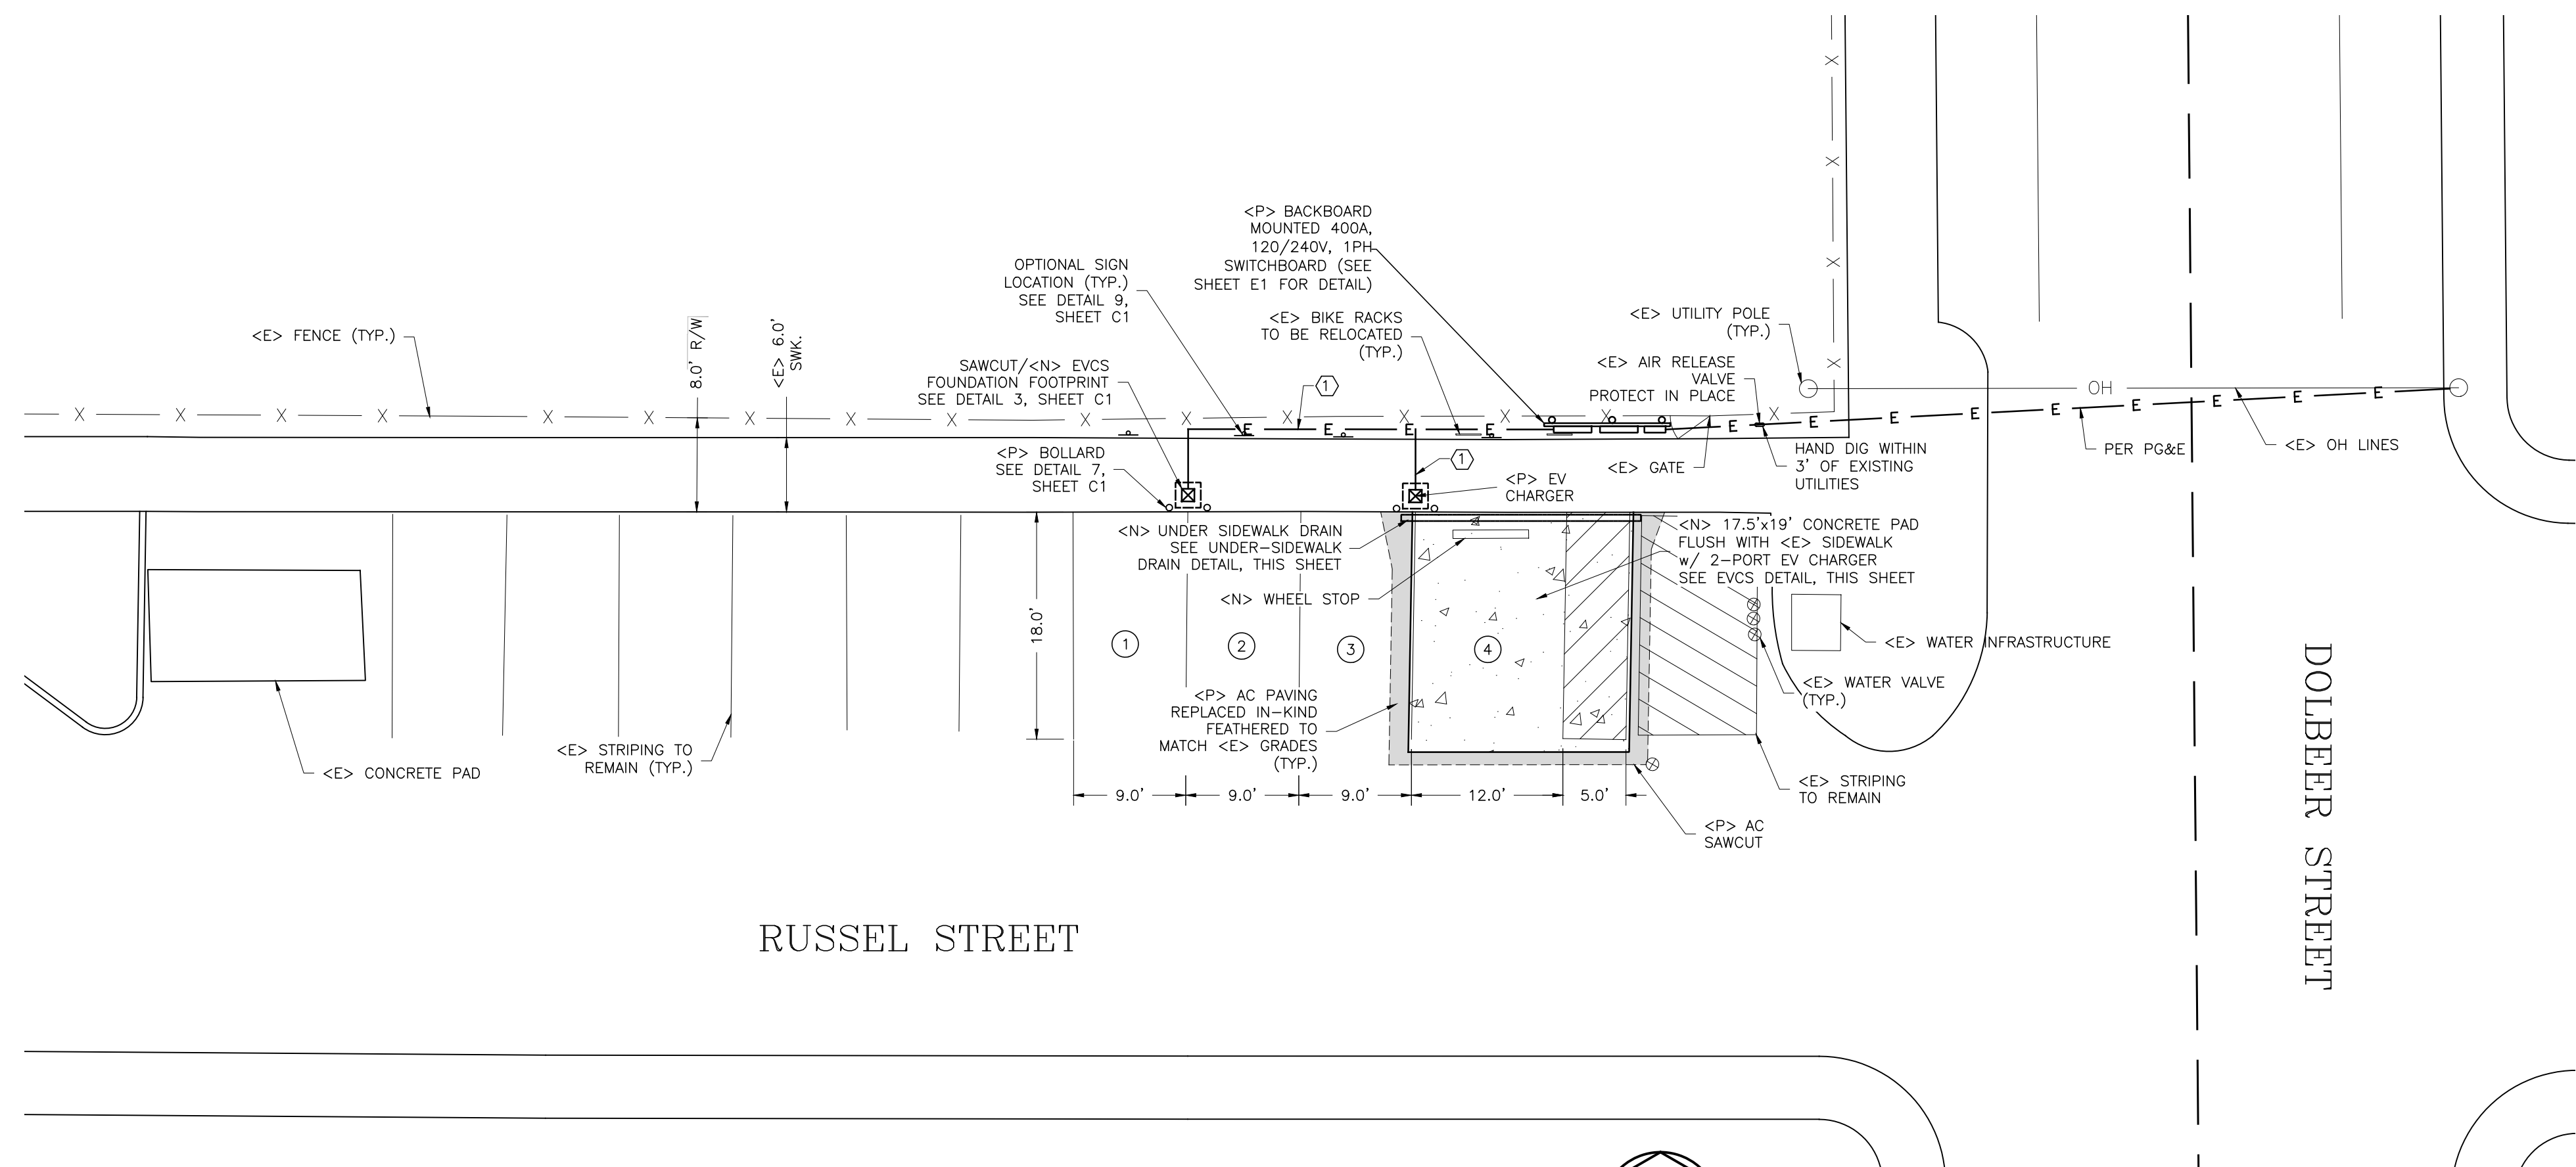 <P> BACKBOARD
MOUNTED 400A,
120/240V, 1PH
SWITCHBOARD (SEE
SHEET E1 FOR DETAIL)
OPTIONAL SIGN
LOCATION (TYP.)
SEE DETAIL 9,
SHEET C1
<E> BIKE RACKS
TO BE RELOCATED
(TYP.)
<E> UTILITY POLE
(TYP.)
<E> FENCE (TYP.)
8.0' R/W
<E> 6.0'
SWK.
SAWCUT/<N> EVCS
FOUNDATION FOOTPRINT
SEE DETAIL 3, SHEET C1
1
<E> AIR RELEASE
VALVE
PROTECT IN PLACE
OH
X X X X X X X X X X X X X X X X X
X
X
X
X
E E E E E E E E E E E E E
<P> BOLLARD
SEE DETAIL 7,
SHEET C1
1
<P> EV
CHARGER
<E> GATE
HAND DIG WITHIN
3' OF EXISTING
UTILITIES
PER PG&E
<E> OH LINES
<N> UNDER SIDEWALK DRAIN
SEE UNDER-SIDEWALK
DRAIN DETAIL, THIS SHEET
<N> 17.5'x19' CONCRETE PAD
FLUSH WITH <E> SIDEWALK
w/ 2-PORT EV CHARGER
SEE EVCS DETAIL, THIS SHEET
<N> WHEEL STOP
18.0'
1
2
3
4
<E> WATER INFRASTRUCTURE
<E> WATER VALVE
(TYP.)
<P> AC PAVING
REPLACED IN-KIND
FEATHERED TO
MATCH <E> GRADES
(TYP.)
<E> CONCRETE PAD
<E> STRIPING TO
REMAIN (TYP.)
<E> STRIPING
TO REMAIN
9.0' 9.0' 9.0' 12.0' 5.0'
<P> AC
SAWCUT
RUSSEL STREET
DOLBEER STREET